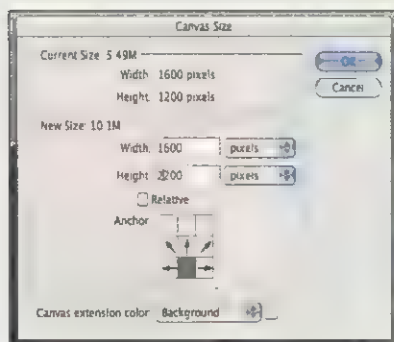 Canvas Size
Current Size: 5.49M
Width: 1600 pixels
Height: 1200 pixels
OK
Cancel
New Size: 10.1M
Width: 1600 pixels
Height: 2200 pixels
Relative
Anchor
Canvas extension color: Background